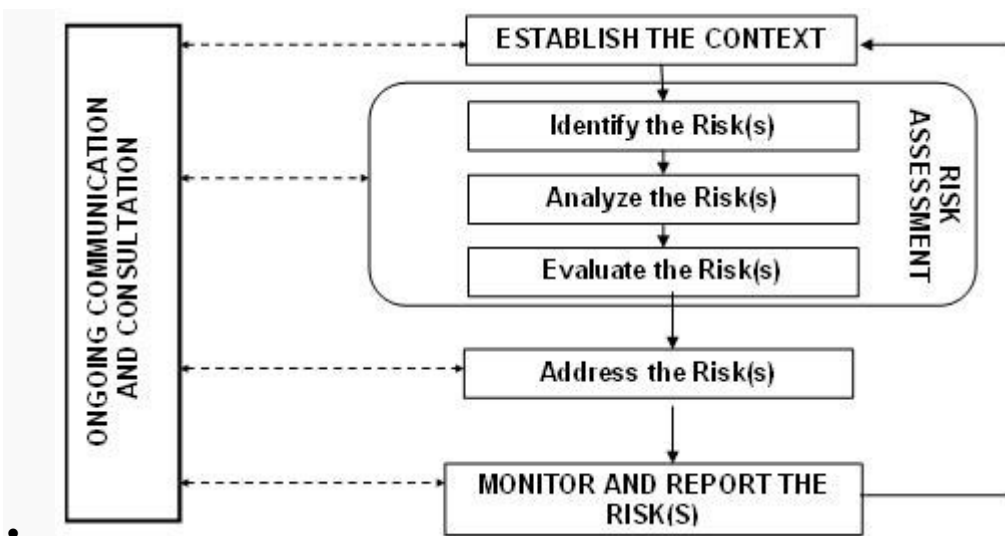 ONGOING COMMUNICATION
AND CONSULTATION
ESTABLISH THE CONTEXT
Identify the Risk(s)
Analyze the Risk(s)
Evaluate the Risk(s)
RISK
ASSESSMENT
Address the Risk(s)
MONITOR AND REPORT THE
RISK(S)